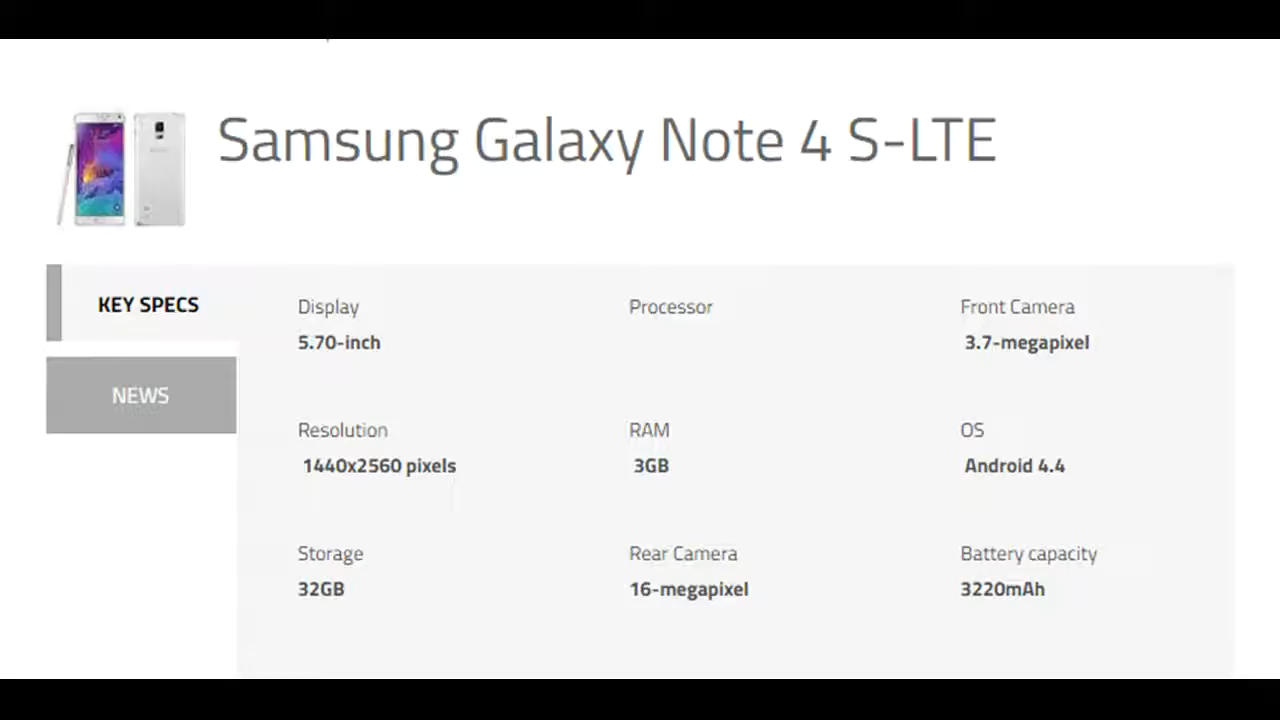 Samsung Galaxy Note 4 S-LTE
KEY SPECS
NEWS
Display
5.70-inch
Processor
Front Camera
3.7-megapixel
Resolution
1440x2560 pixels
RAM
3GB
OS
Android 4.4
Storage
32GB
Rear Camera
16-megapixel
Battery capacity
3220mAh